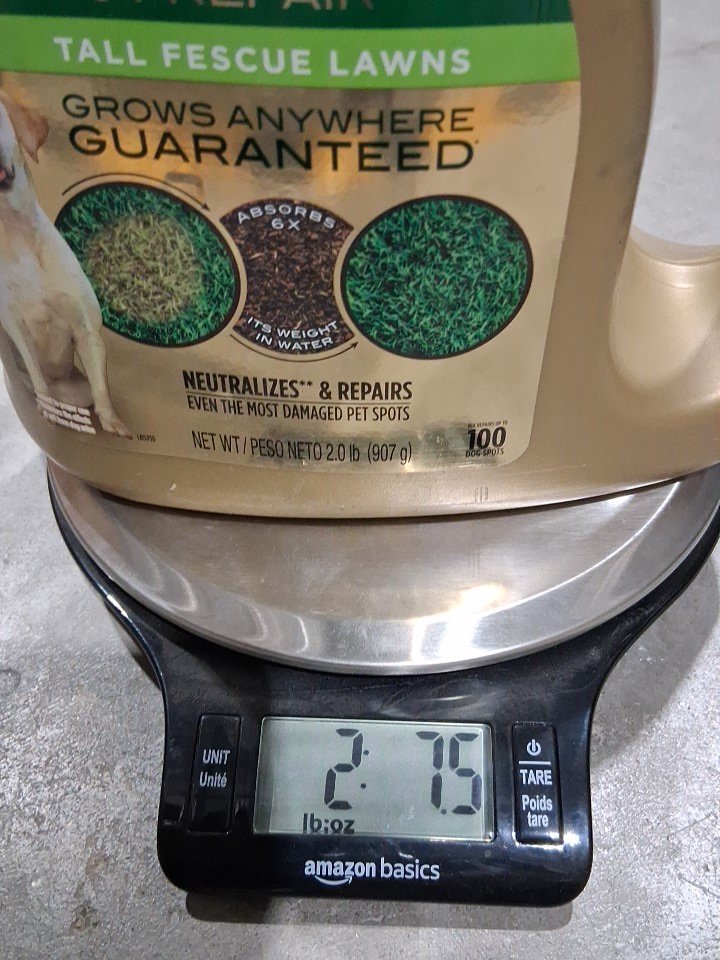 & REPAIR
TALL FESCUE LAWNS
GROWS ANYWHERE
GUARANTEED
ABSORBS
6X
ITS WEIGHT
IN WATER
NEUTRALIZES** & REPAIRS
EVEN THE MOST DAMAGED PET SPOTS
NET WT / PESO NETO 2.0 lb (907 g)
100
DOG SPOTS
UNIT
Unité
2: 7.5
lb:oz
TARE
Poids
tare
amazon basics